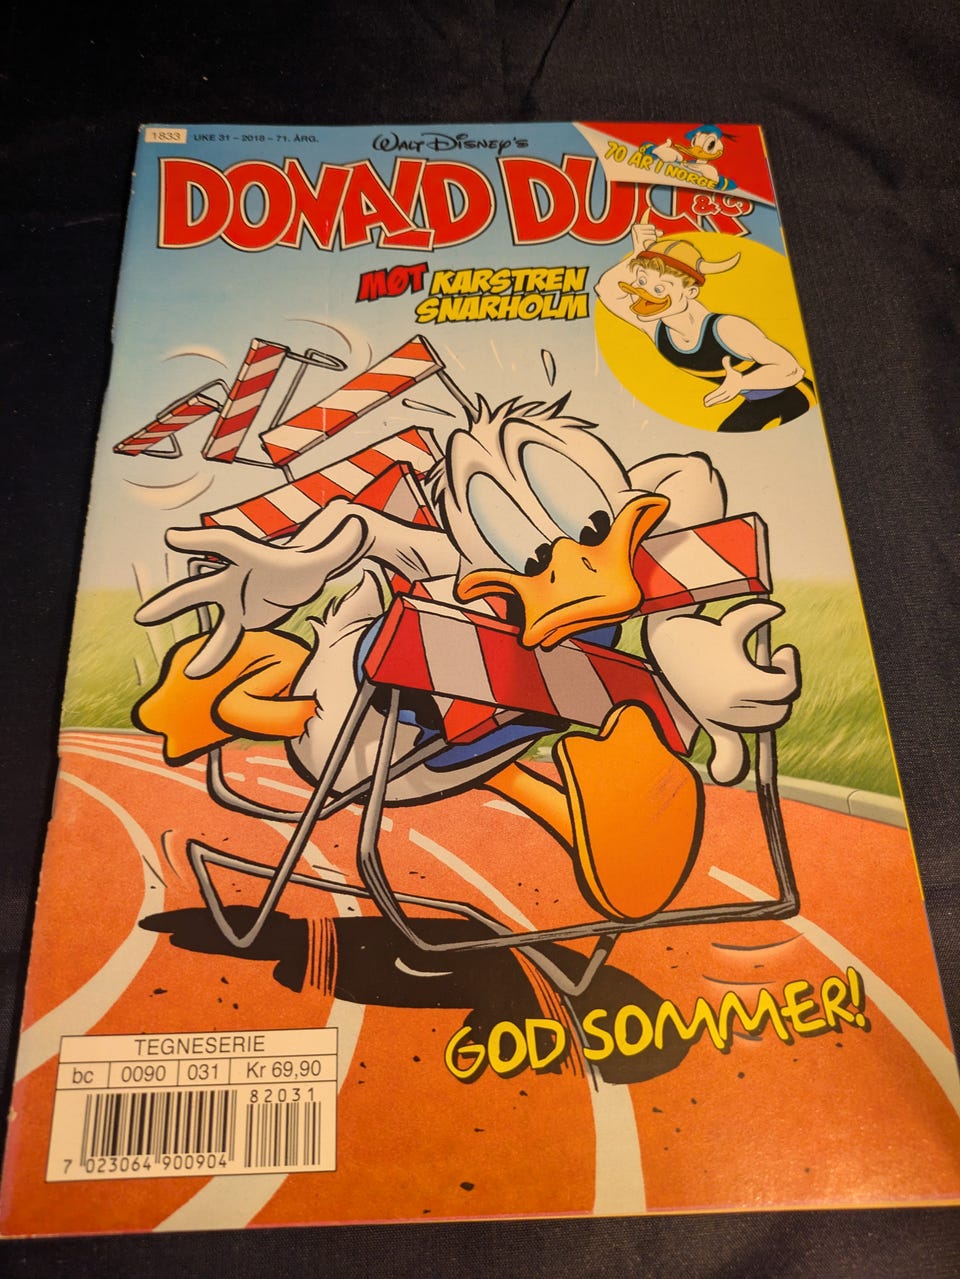 1833 UKE 31 – 2018 – 71. ÅRG.
WALT DISNEY'S
DONALD DUCK
70 ÅR I NORGE
MØT KARSTREN
SNARHOLM
GOD SOMMER!
TEGNESERIE
bc 0090 031 Kr 69,90
82031
7 023064 900904